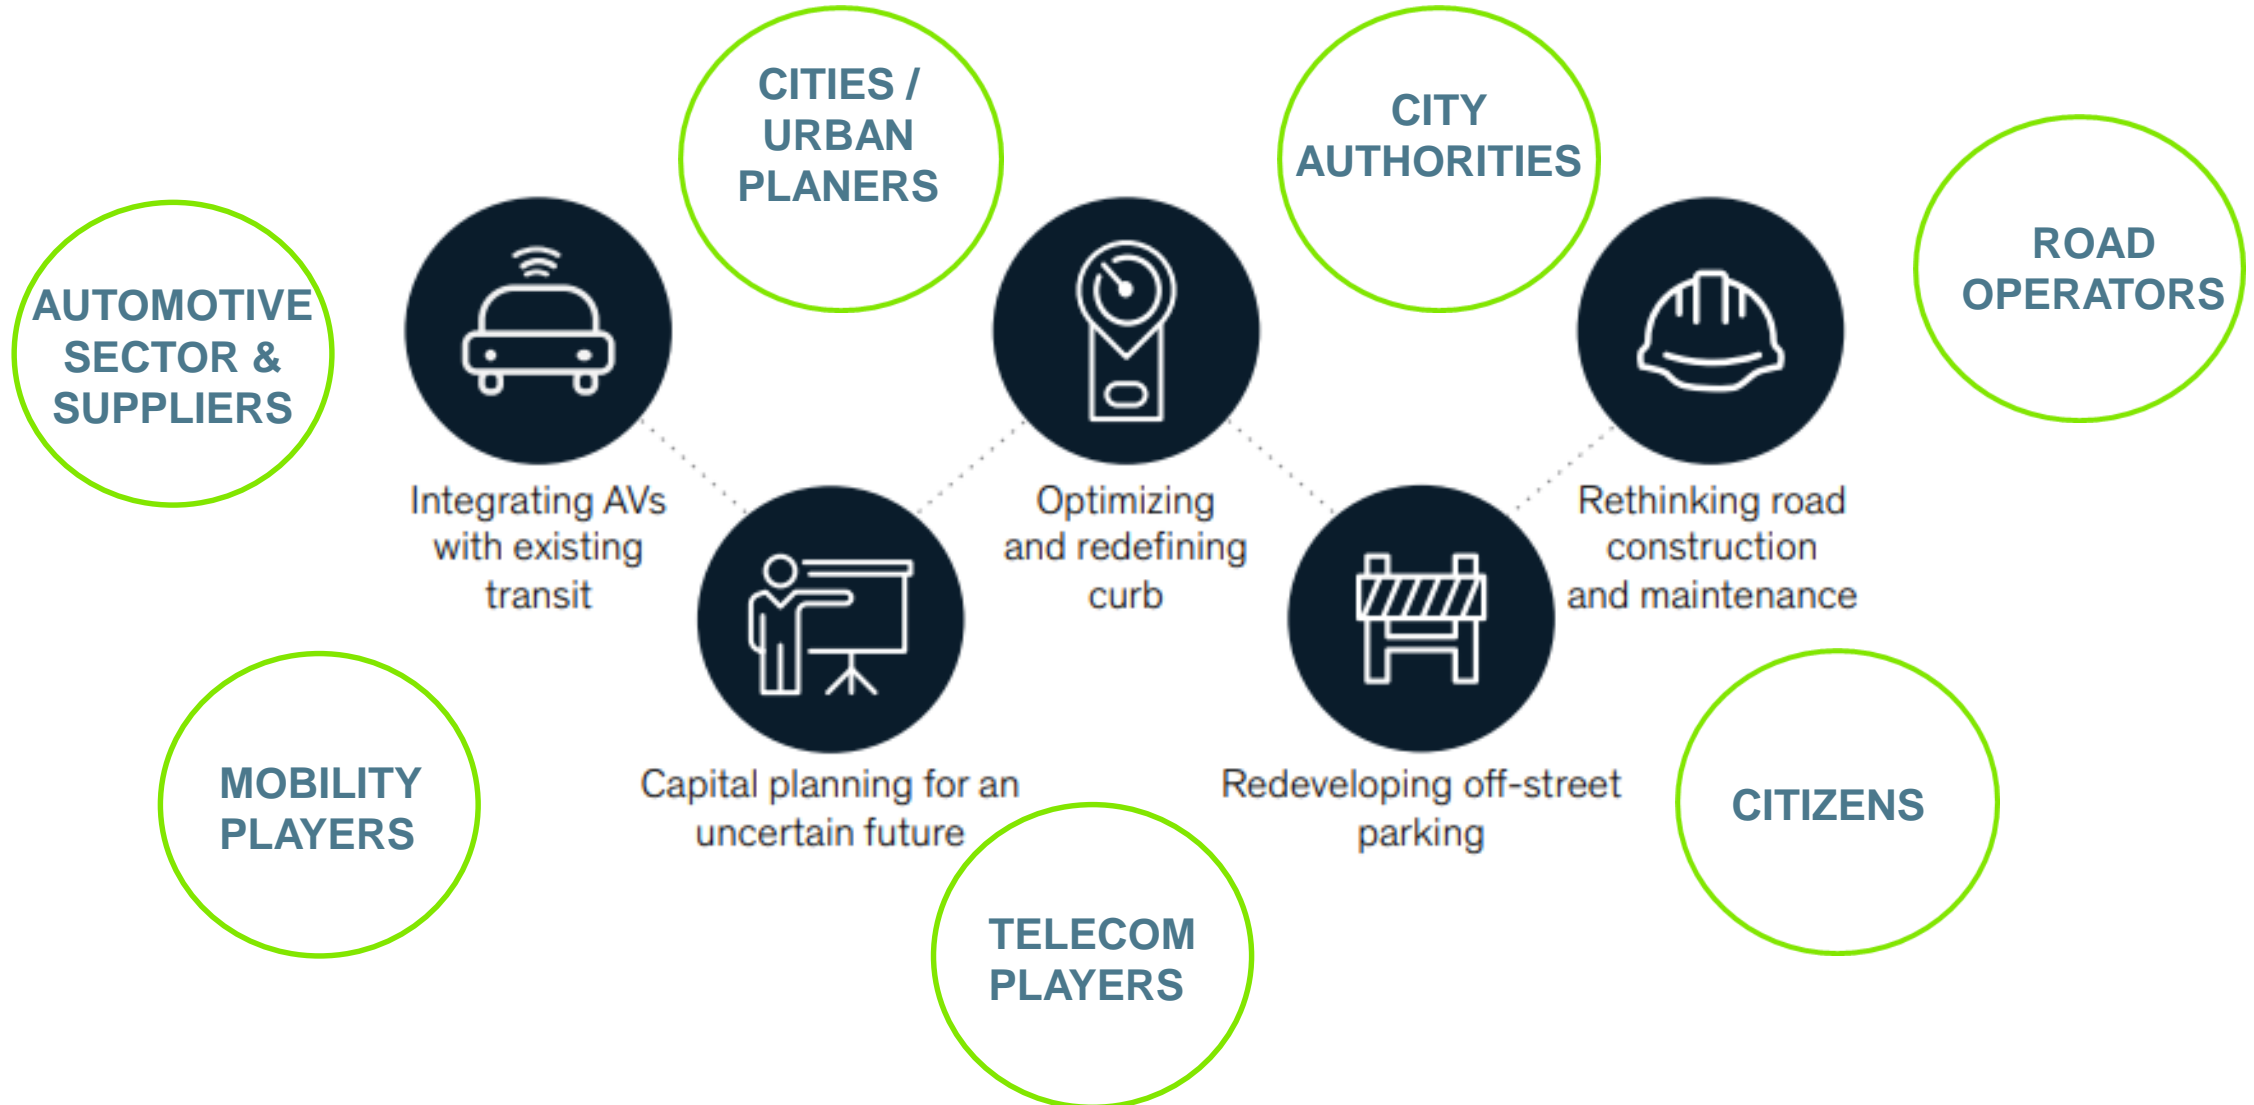 CITIES /
URBAN
PLANERS
CITY
AUTHORITIES
ROAD
OPERATORS
AUTOMOTIVE
SECTOR &
SUPPLIERS
Integrating AVs
with existing
transit
Optimizing
and redefining
curb
Rethinking road
construction
and maintenance
MOBILITY
PLAYERS
Capital planning for an
uncertain future
Redeveloping off-street
parking
CITIZENS
TELECOM
PLAYERS